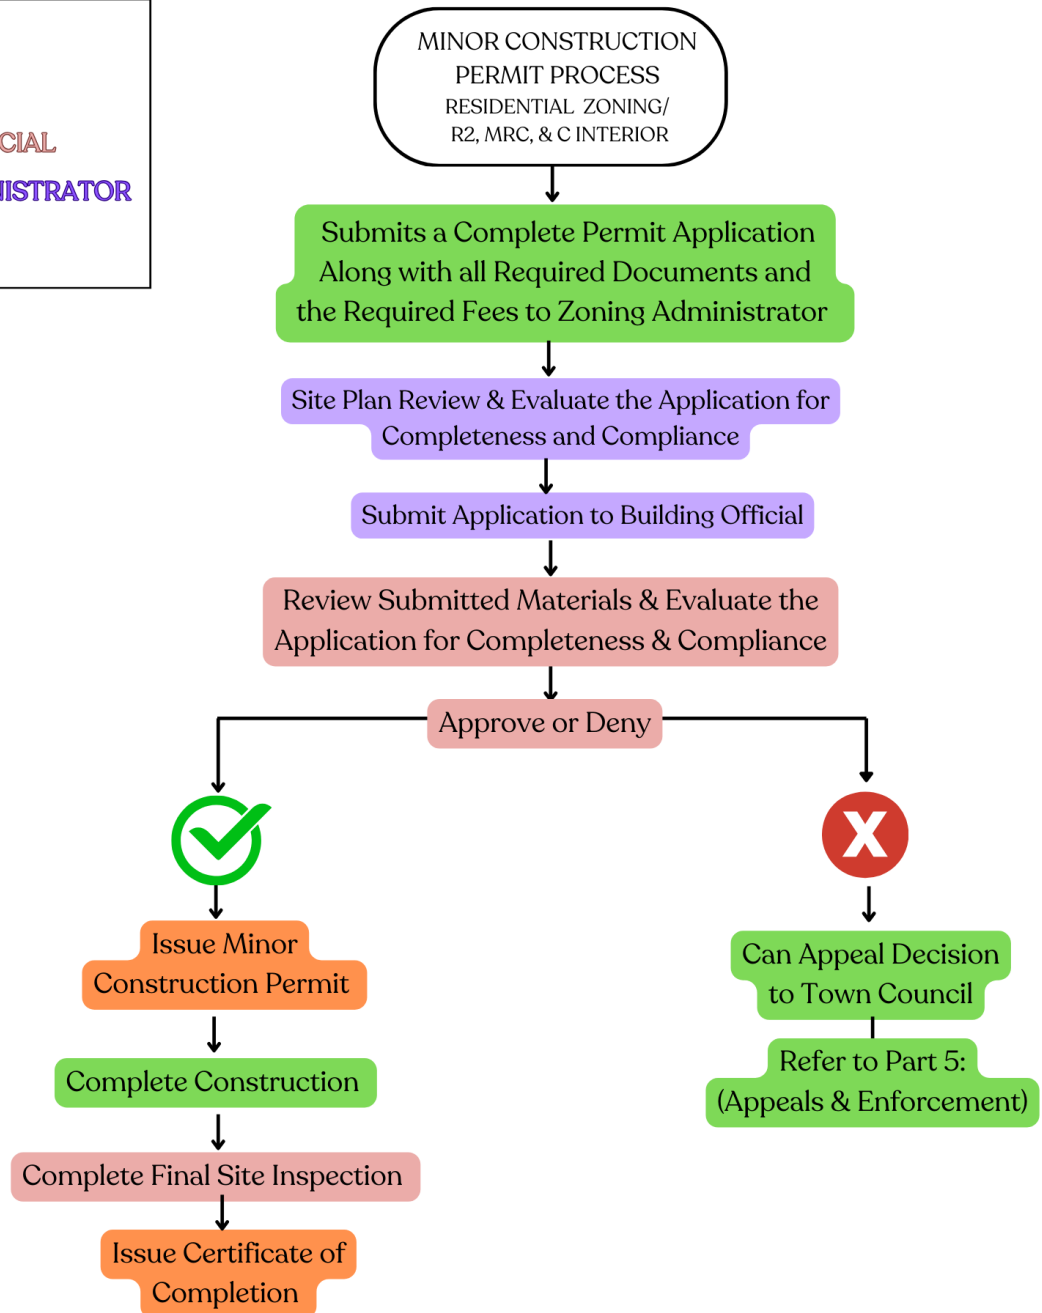 CIAL
NISTRATOR
MINOR CONSTRUCTION
PERMIT PROCESS
RESIDENTIAL ZONING/
R2, MRC, & C INTERIOR
Submits a Complete Permit Application
Along with all Required Documents and
the Required Fees to Zoning Administrator
Site Plan Review & Evaluate the Application for
Completeness and Compliance
Submit Application to Building Official
Review Submitted Materials & Evaluate the
Application for Completeness & Compliance
Approve or Deny
X
Issue Minor
Construction Permit
Can Appeal Decision
to Town Council
Refer to Part 5:
(Appeals & Enforcement)
Complete Construction
Complete Final Site Inspection
Issue Certificate of
Completion